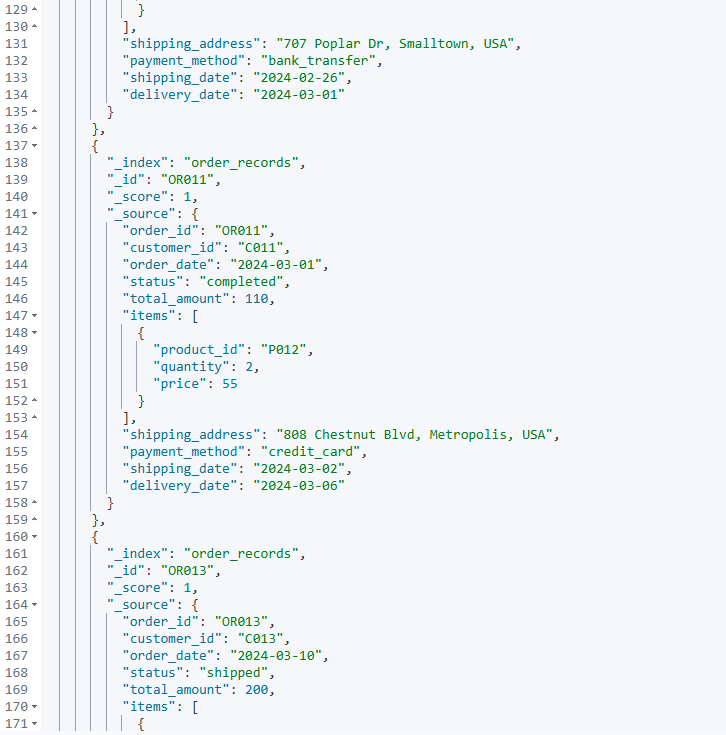 129 }
130 ],
131 "shipping_address": "707 Poplar Dr, Smalltown, USA",
132 "payment_method": "bank_transfer",
133 "shipping_date": "2024-02-26",
134 "delivery_date": "2024-03-01"
135 }
136 },
137 {
138 "_index": "order_records",
139 "_id": "OR011",
140 "_score": 1,
141 "_source": {
142 "order_id": "OR011",
143 "customer_id": "C011",
144 "order_date": "2024-03-01",
145 "status": "completed",
146 "total_amount": 110,
147 "items": [
148 {
149 "product_id": "P012",
150 "quantity": 2,
151 "price": 55
152 }
153 ],
154 "shipping_address": "808 Chestnut Blvd, Metropolis, USA",
155 "payment_method": "credit_card",
156 "shipping_date": "2024-03-02",
157 "delivery_date": "2024-03-06"
158 }
159 },
160 {
161 "_index": "order_records",
162 "_id": "OR013",
163 "_score": 1,
164 "_source": {
165 "order_id": "OR013",
166 "customer_id": "C013",
167 "order_date": "2024-03-10",
168 "status": "shipped",
169 "total_amount": 200,
170 "items": [
171 {